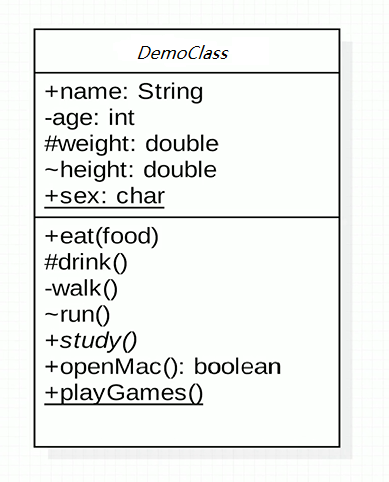 DemoClass
+name: String
-age: int
#weight: double
~height: double
+sex: char
+eat(food)
#drink()
-walk()
~run()
+study()
+openMac(): boolean
+playGames()